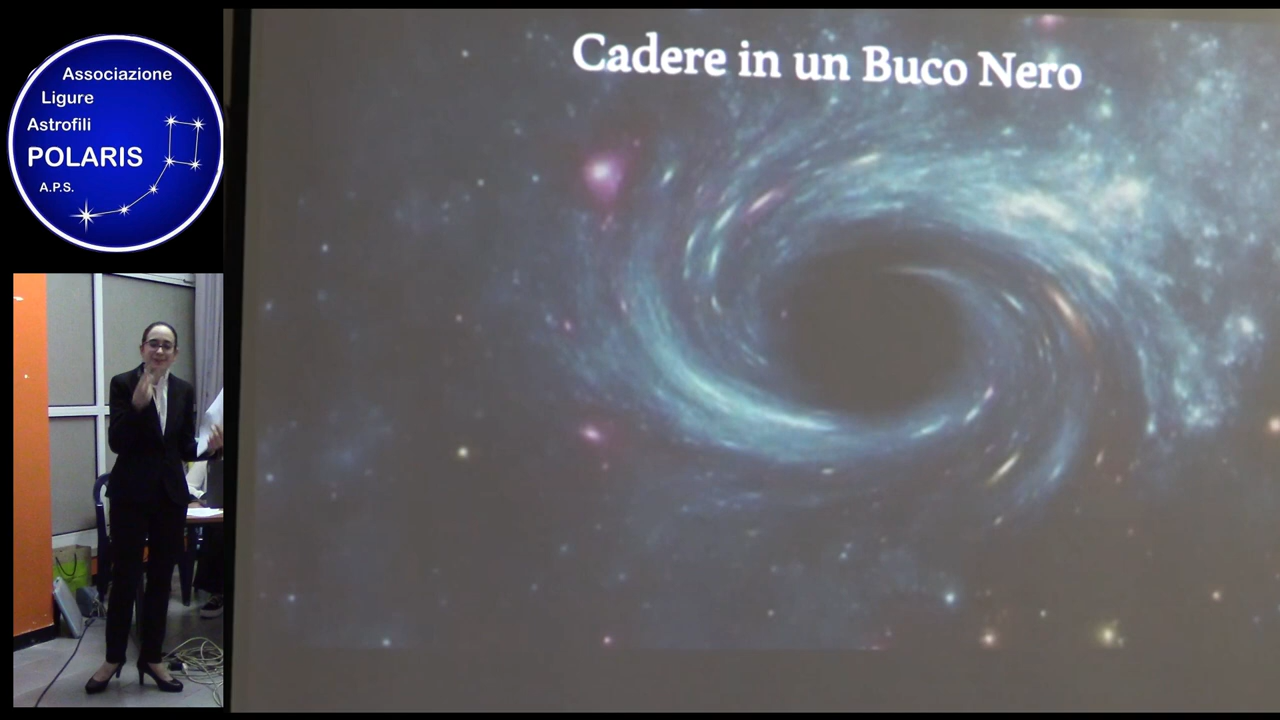 Associazione
Ligure
Astrofili
POLARIS
A.P.S.
Cadere in un Buco Nero